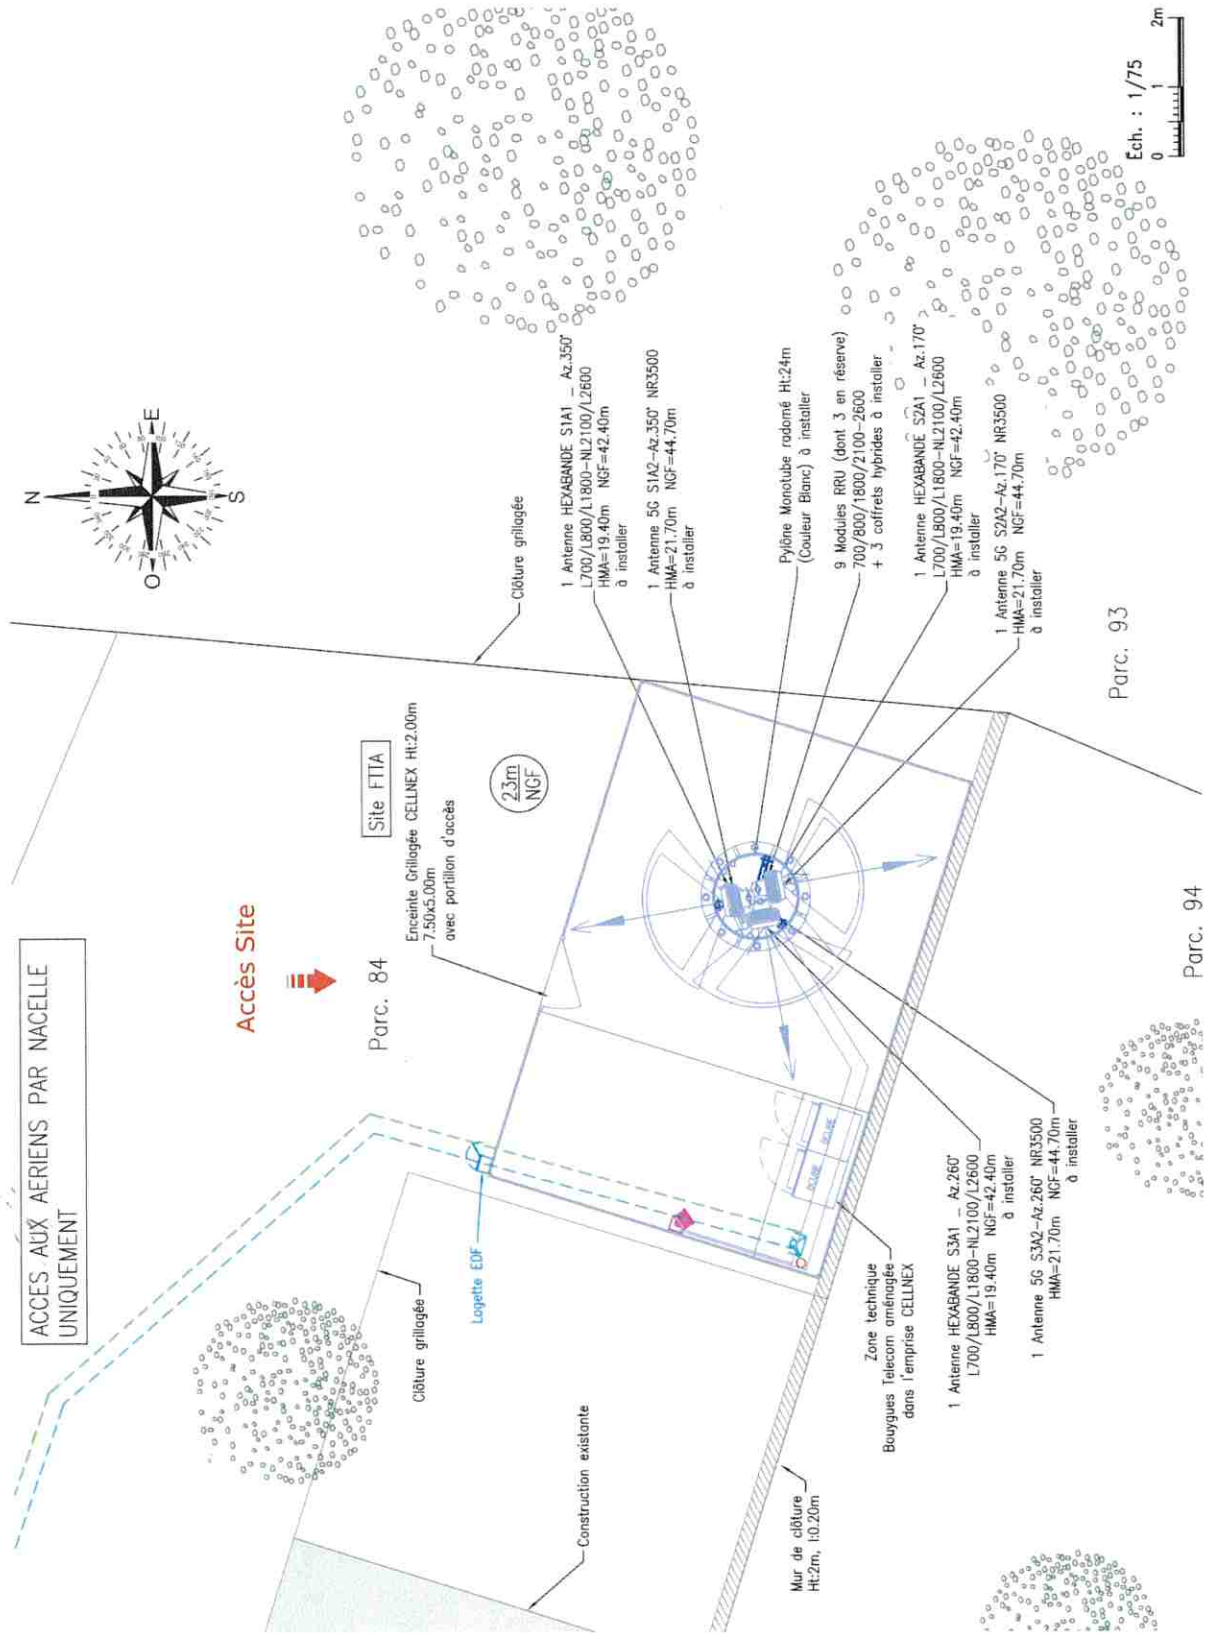 ACCES AUX AERIENS PAR NACELLE
UNIQUEMENT
Accès Site
Parc. 84
Site FTTA
Enceinte Grillagée CELLNEX Ht:2.00m
7.50x5.00m
avec portillon d'accès
23m
NGF
N
E
S
O
Clôture grillagée
1 Antenne HEXABANDE S1A1 _ Az.350°
L700/L800/L1800-NL2100/L2600
HMA=19.40m NGF=42.40m
à installer
1 Antenne 5G S1A2-Az.350° NR3500
HMA=21.70m NGF=44.70m
à installer
Pylône Monotube radomé Ht:24m
(Couleur Blanc) à installer
9 Modules RRU (dont 3 en réserve)
700/800/1800/2100-2600
+ 3 coffrets hybrides à installer
1 Antenne HEXABANDE S2A1 _ Az.170°
L700/L800/L1800-NL2100/L2600
HMA=19.40m NGF=42.40m
à installer
1 Antenne 5G S2A2-Az.170° NR3500
HMA=21.70m NGF=44.70m
à installer
Parc. 93
Ech. : 1/75
0 1 2m
Clôture grillagée
Logette EDF
Construction existante
Mur de clôture
Ht:2m, l:0.20m
DCUBE
DCUBE
Zone technique
Bouygues Telecom aménagée
dans l'emprise CELLNEX
1 Antenne HEXABANDE S3A1 _ Az.260°
L700/L800/L1800-NL2100/L2600
HMA=19.40m NGF=42.40m
à installer
1 Antenne 5G S3A2-Az.260° NR3500
HMA=21.70m NGF=44.70m
à installer
Parc. 94